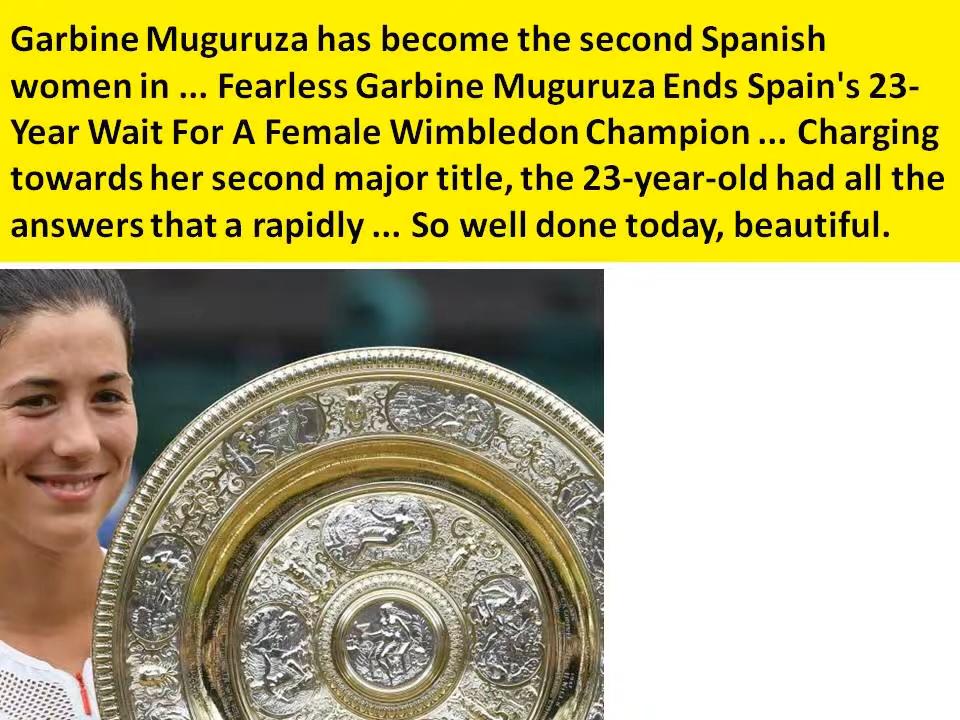 Garbine Muguruza has become the second Spanish
women in ... Fearless Garbine Muguruza Ends Spain's 23-
Year Wait For A Female Wimbledon Champion ... Charging
towards her second major title, the 23-year-old had all the
answers that a rapidly ... So well done today, beautiful.